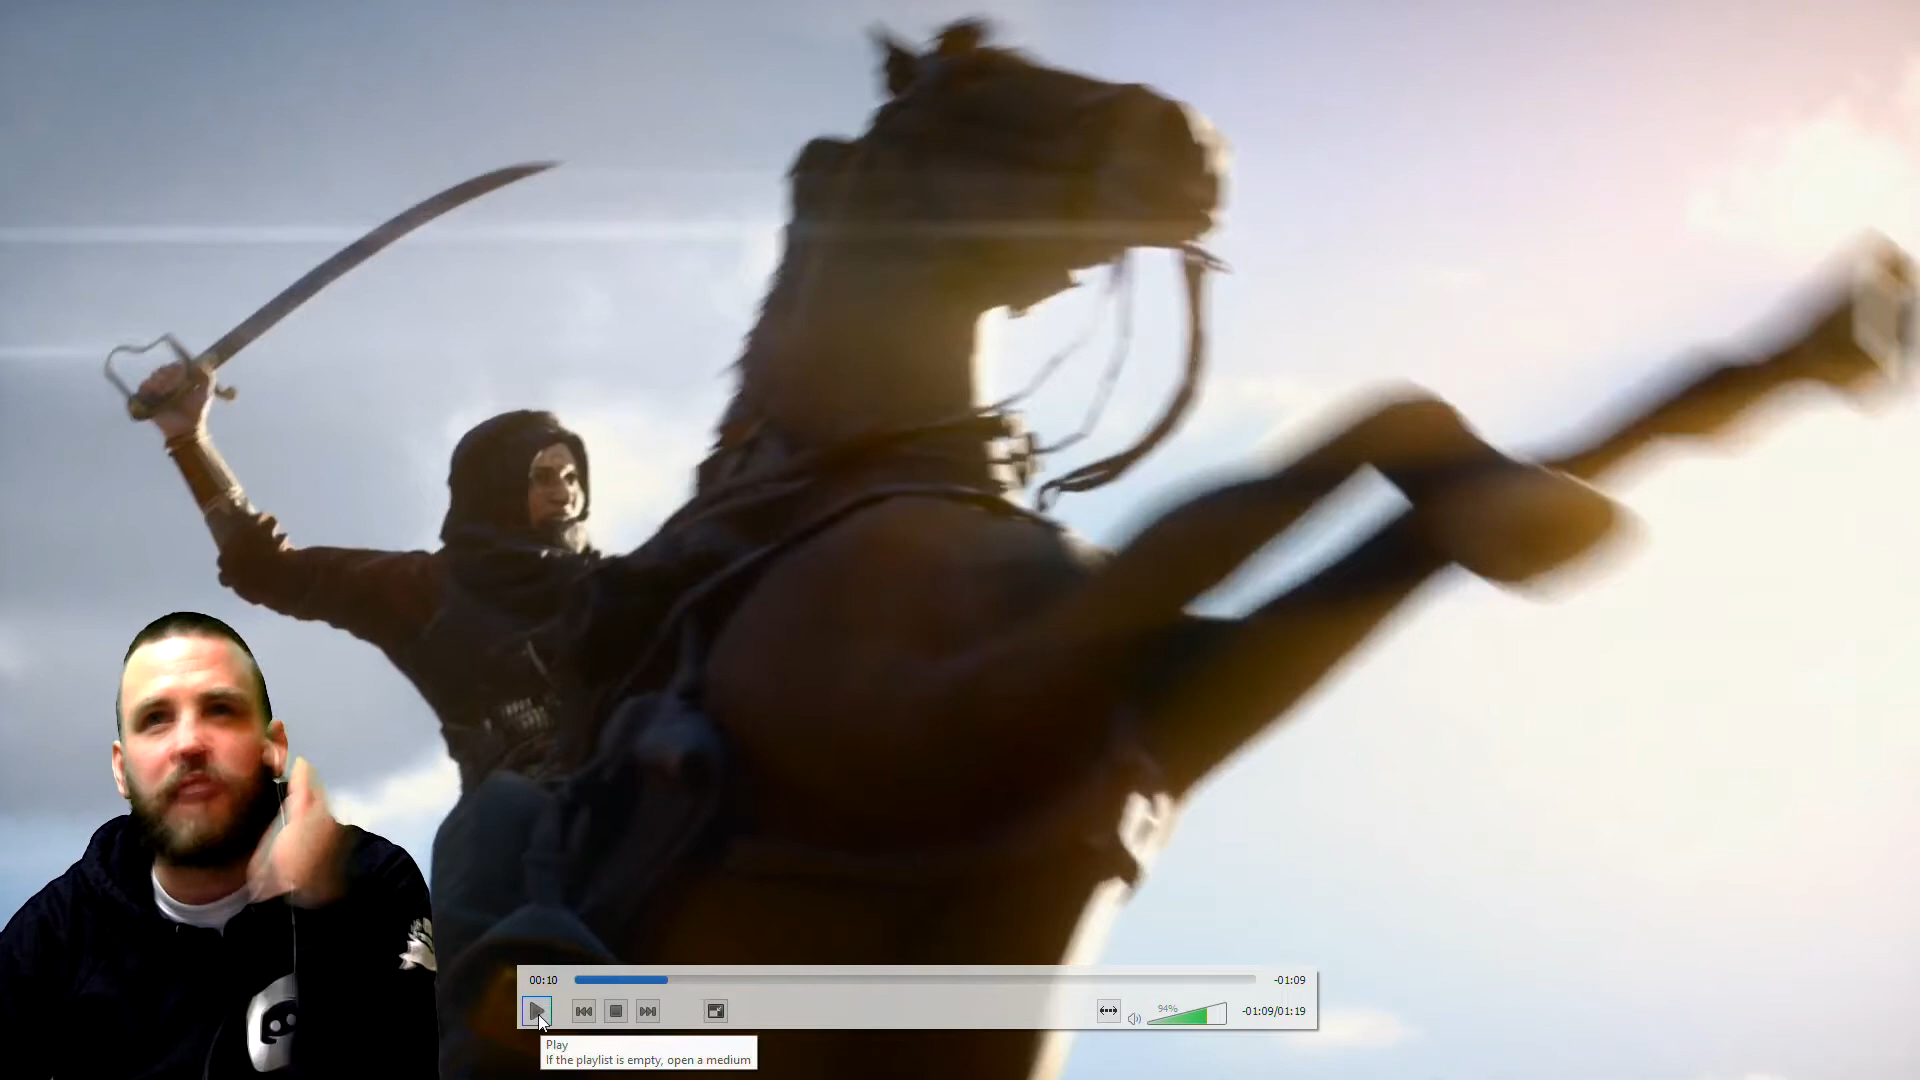 00:10
-01:09
94%
-01:09/01:19
Play
If the playlist is empty, open a medium